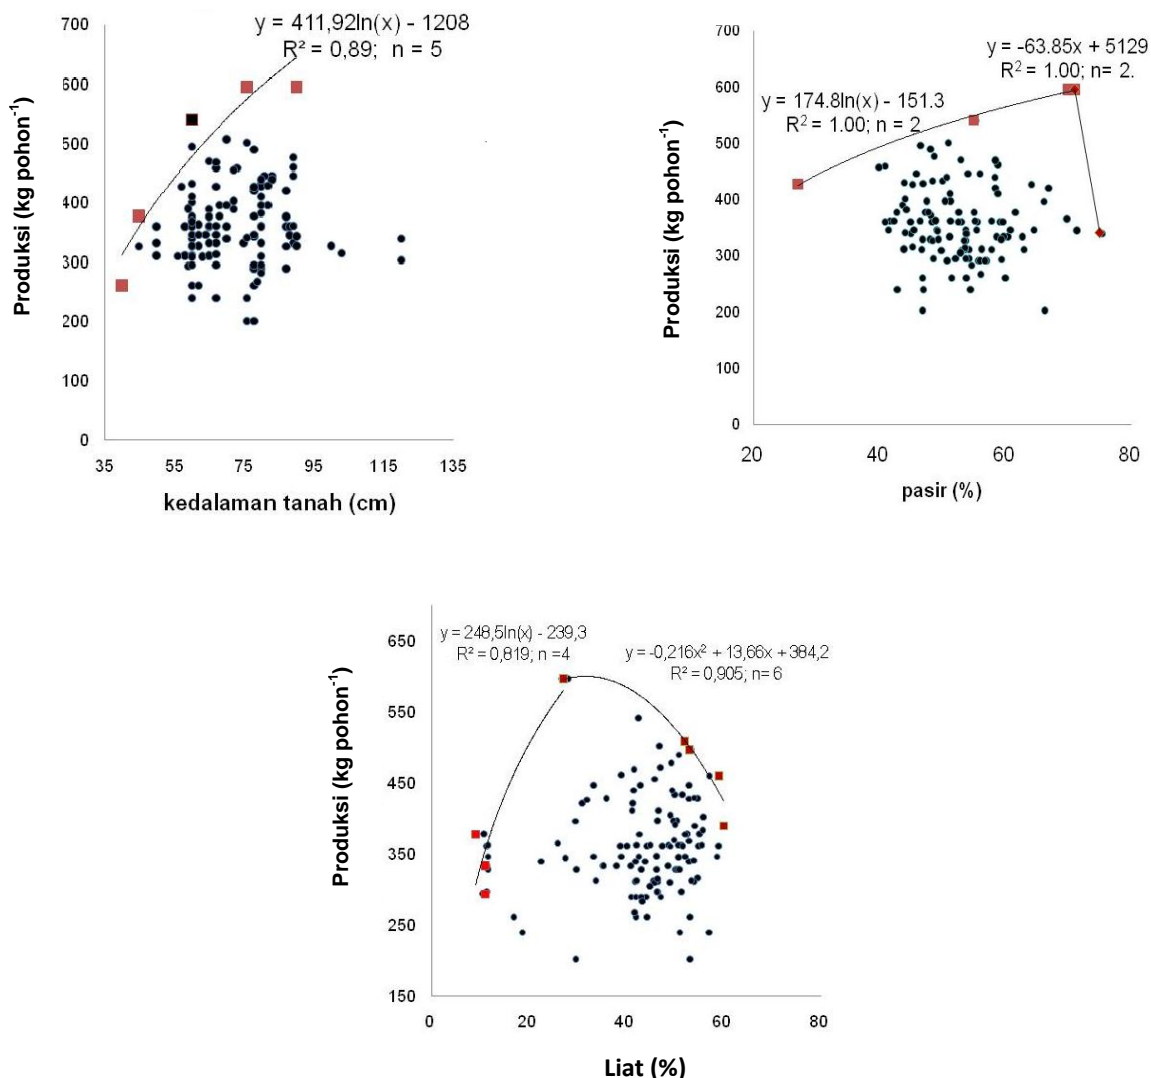 y = 411,92ln(x) - 1208
R² = 0,89; n = 5
700
600
500
400
300
200
100
0
Produksi (kg pohon⁻¹)
35 55 75 95 115 135
kedalaman tanah (cm)
y = -63.85x + 5129
R² = 1.00; n= 2.
y = 174.8ln(x) - 151.3
R² = 1.00; n = 2
700
600
500
400
300
200
100
0
Produksi (kg pohon⁻¹)
20 40 60 80
pasir (%)
y = 248,5ln(x) - 239,3
R² = 0,819; n =4
y = -0,216x² + 13,66x + 384,2
R² = 0,905; n= 6
650
550
450
350
250
150
Produksi (kg pohon⁻¹)
0 20 40 60 80
Liat (%)